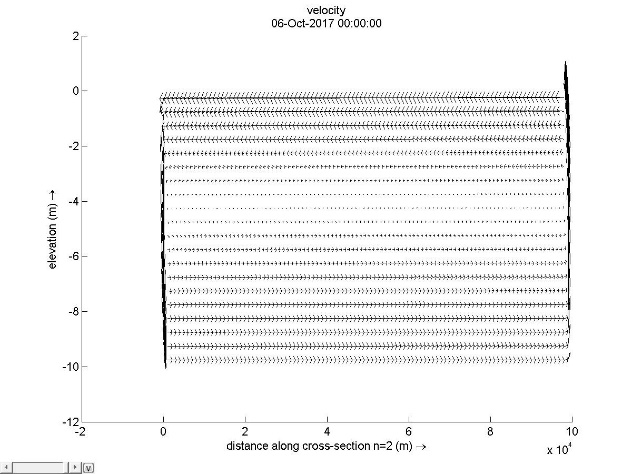 velocity
06-Oct-2017 00:00:00
2
0
-2
-4
-6
-8
-10
-12
elevation (m) →
-2
0
2
4
6
8
10
x 10⁴
distance along cross-section n=2 (m) →
v